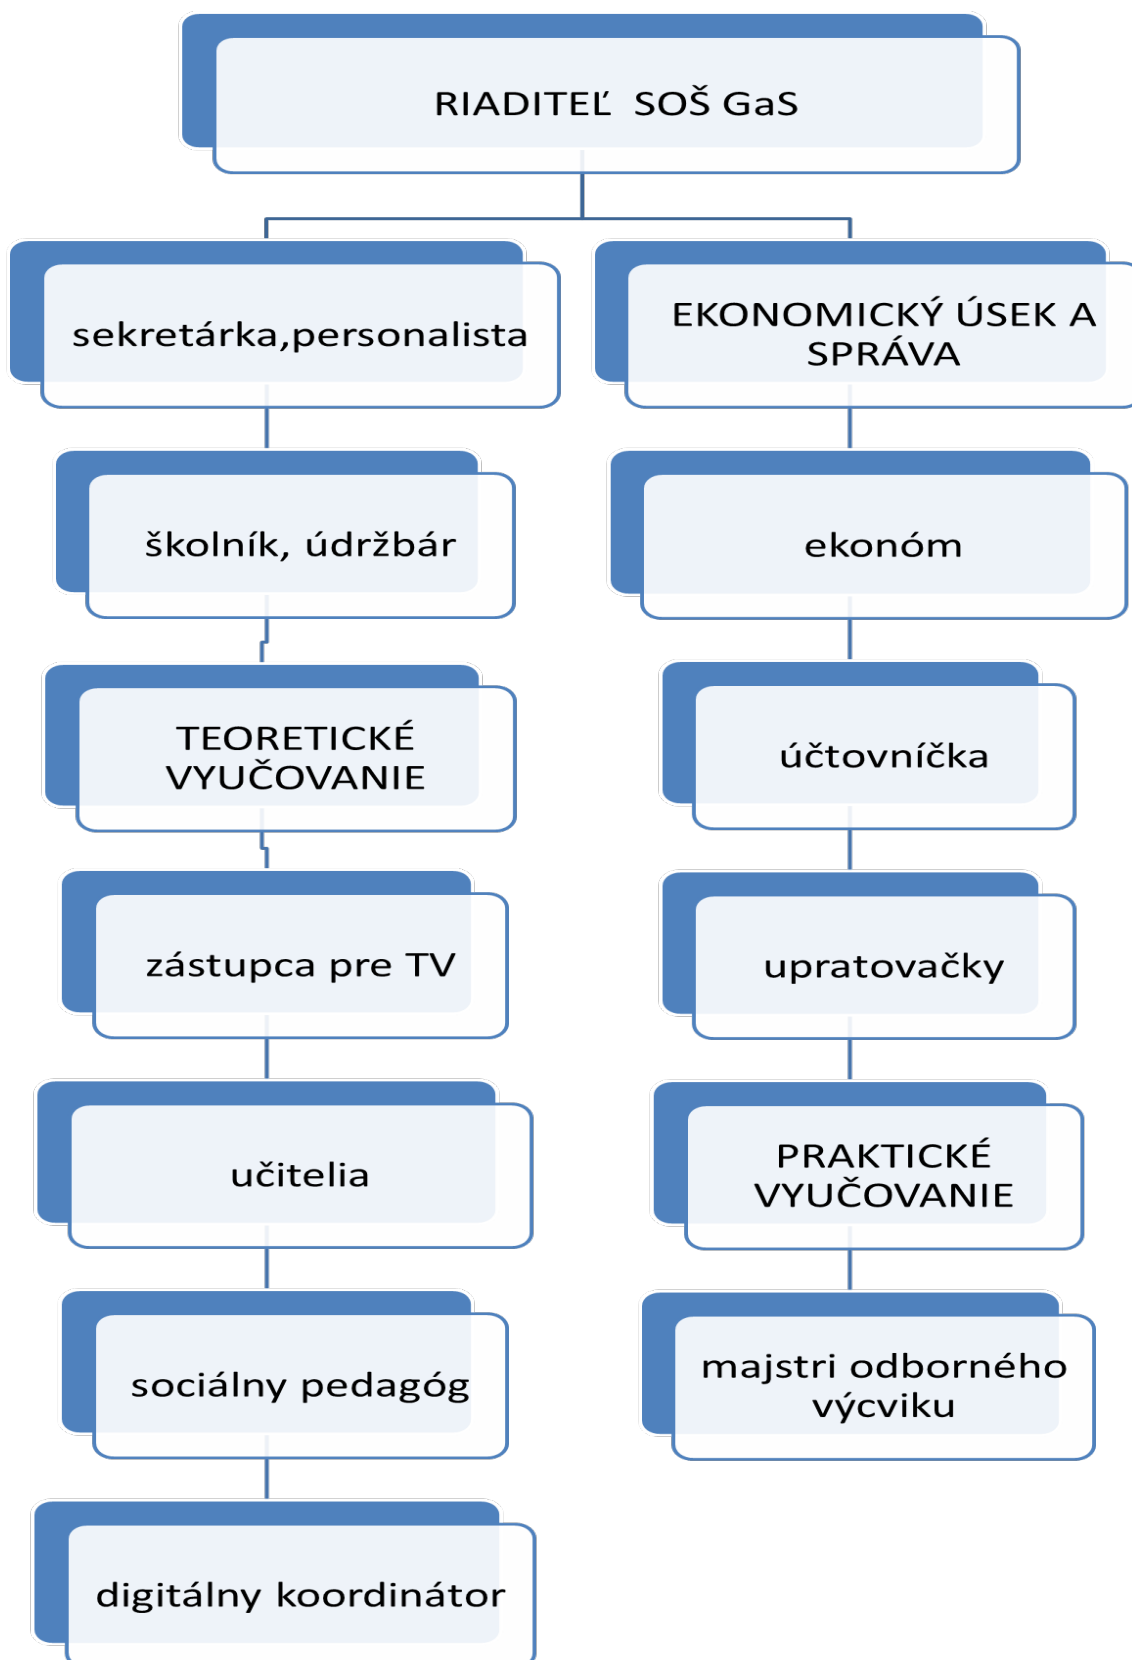 RIADITEĽ  SOŠ GaS
sekretárka,personalista
školník, údržbár
TEORETICKÉ
VYUČOVANIE
zástupca pre TV
učitelia
sociálny pedagóg
digitálny koordinátor
EKONOMICKÝ ÚSEK A
SPRÁVA
ekonóm
účtovníčka
upratovačky
PRAKTICKÉ
VYUČOVANIE
majstri odborného
výcviku